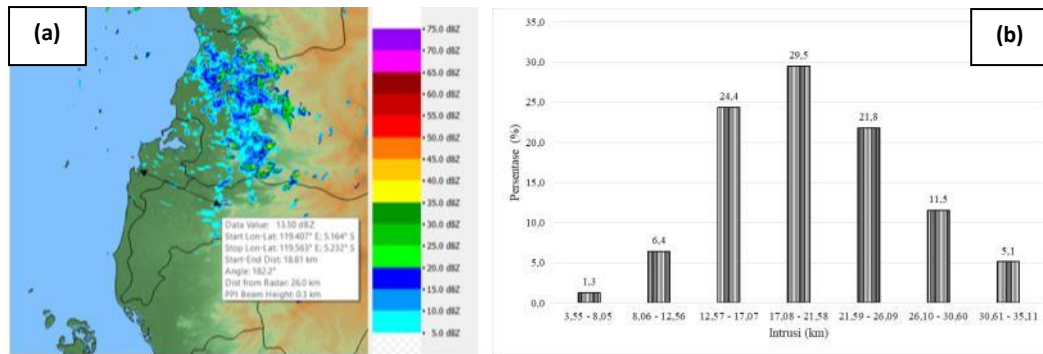 (a)
75.0 dBZ
70.0 dBZ
65.0 dBZ
60.0 dBZ
55.0 dBZ
50.0 dBZ
45.0 dBZ
40.0 dBZ
35.0 dBZ
30.0 dBZ
25.0 dBZ
20.0 dBZ
15.0 dBZ
10.0 dBZ
5.0 dBZ
Data Value: 13.50 dBZ
Start Lon-Lat: 119.407° E; 5.164° S
Stop Lon-Lat: 119.563° E; 5.232° S
Start-End Dist: 18.81 km
Angle: 182.2°
Dist from Radar: 26.0 km
PPI Beam Height: 0.3 km
(b)
Persentase (%)
35,0
30,0
25,0
20,0
15,0
10,0
5,0
0,0
1,3
6,4
24,4
29,5
21,8
11,5
5,1
3,55 - 8,05 8,06 - 12,56 12,57 - 17,07 17,08 - 21,58 21,59 - 26,09 26,10 - 30,60 30,61 - 35,11
Intrusi (km)